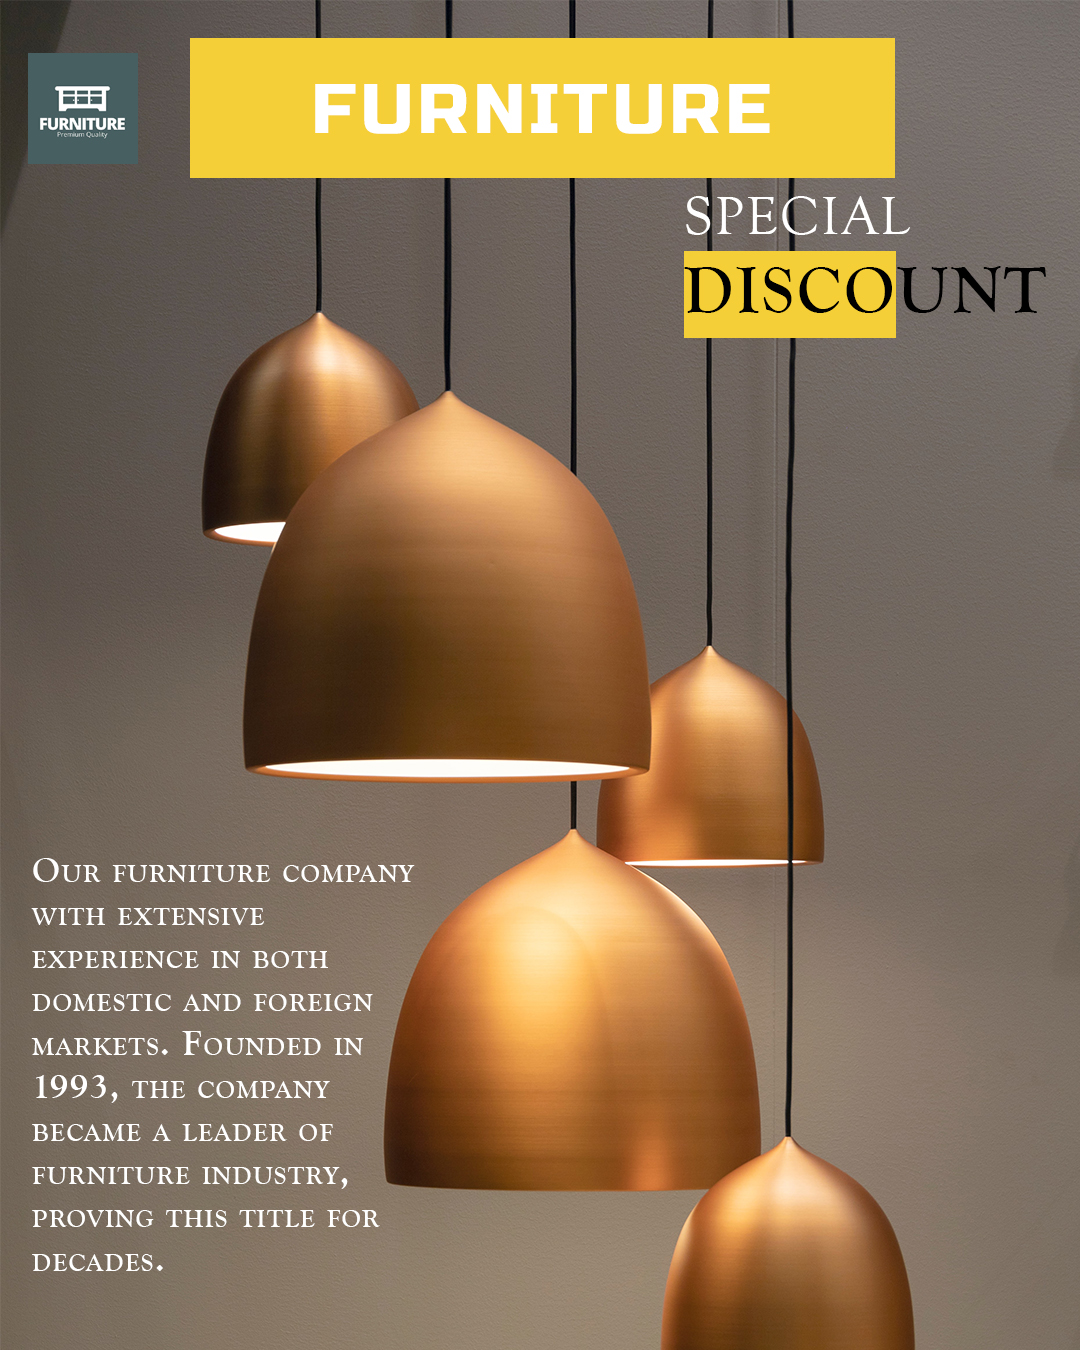 FURNITURE
FURNITURE
Premium Quality
SPECIAL
DISCOUNT
Our furniture company
with extensive
experience in both
domestic and foreign
markets. Founded in
1993, the company
became a leader of
furniture industry,
proving this title for
decades.